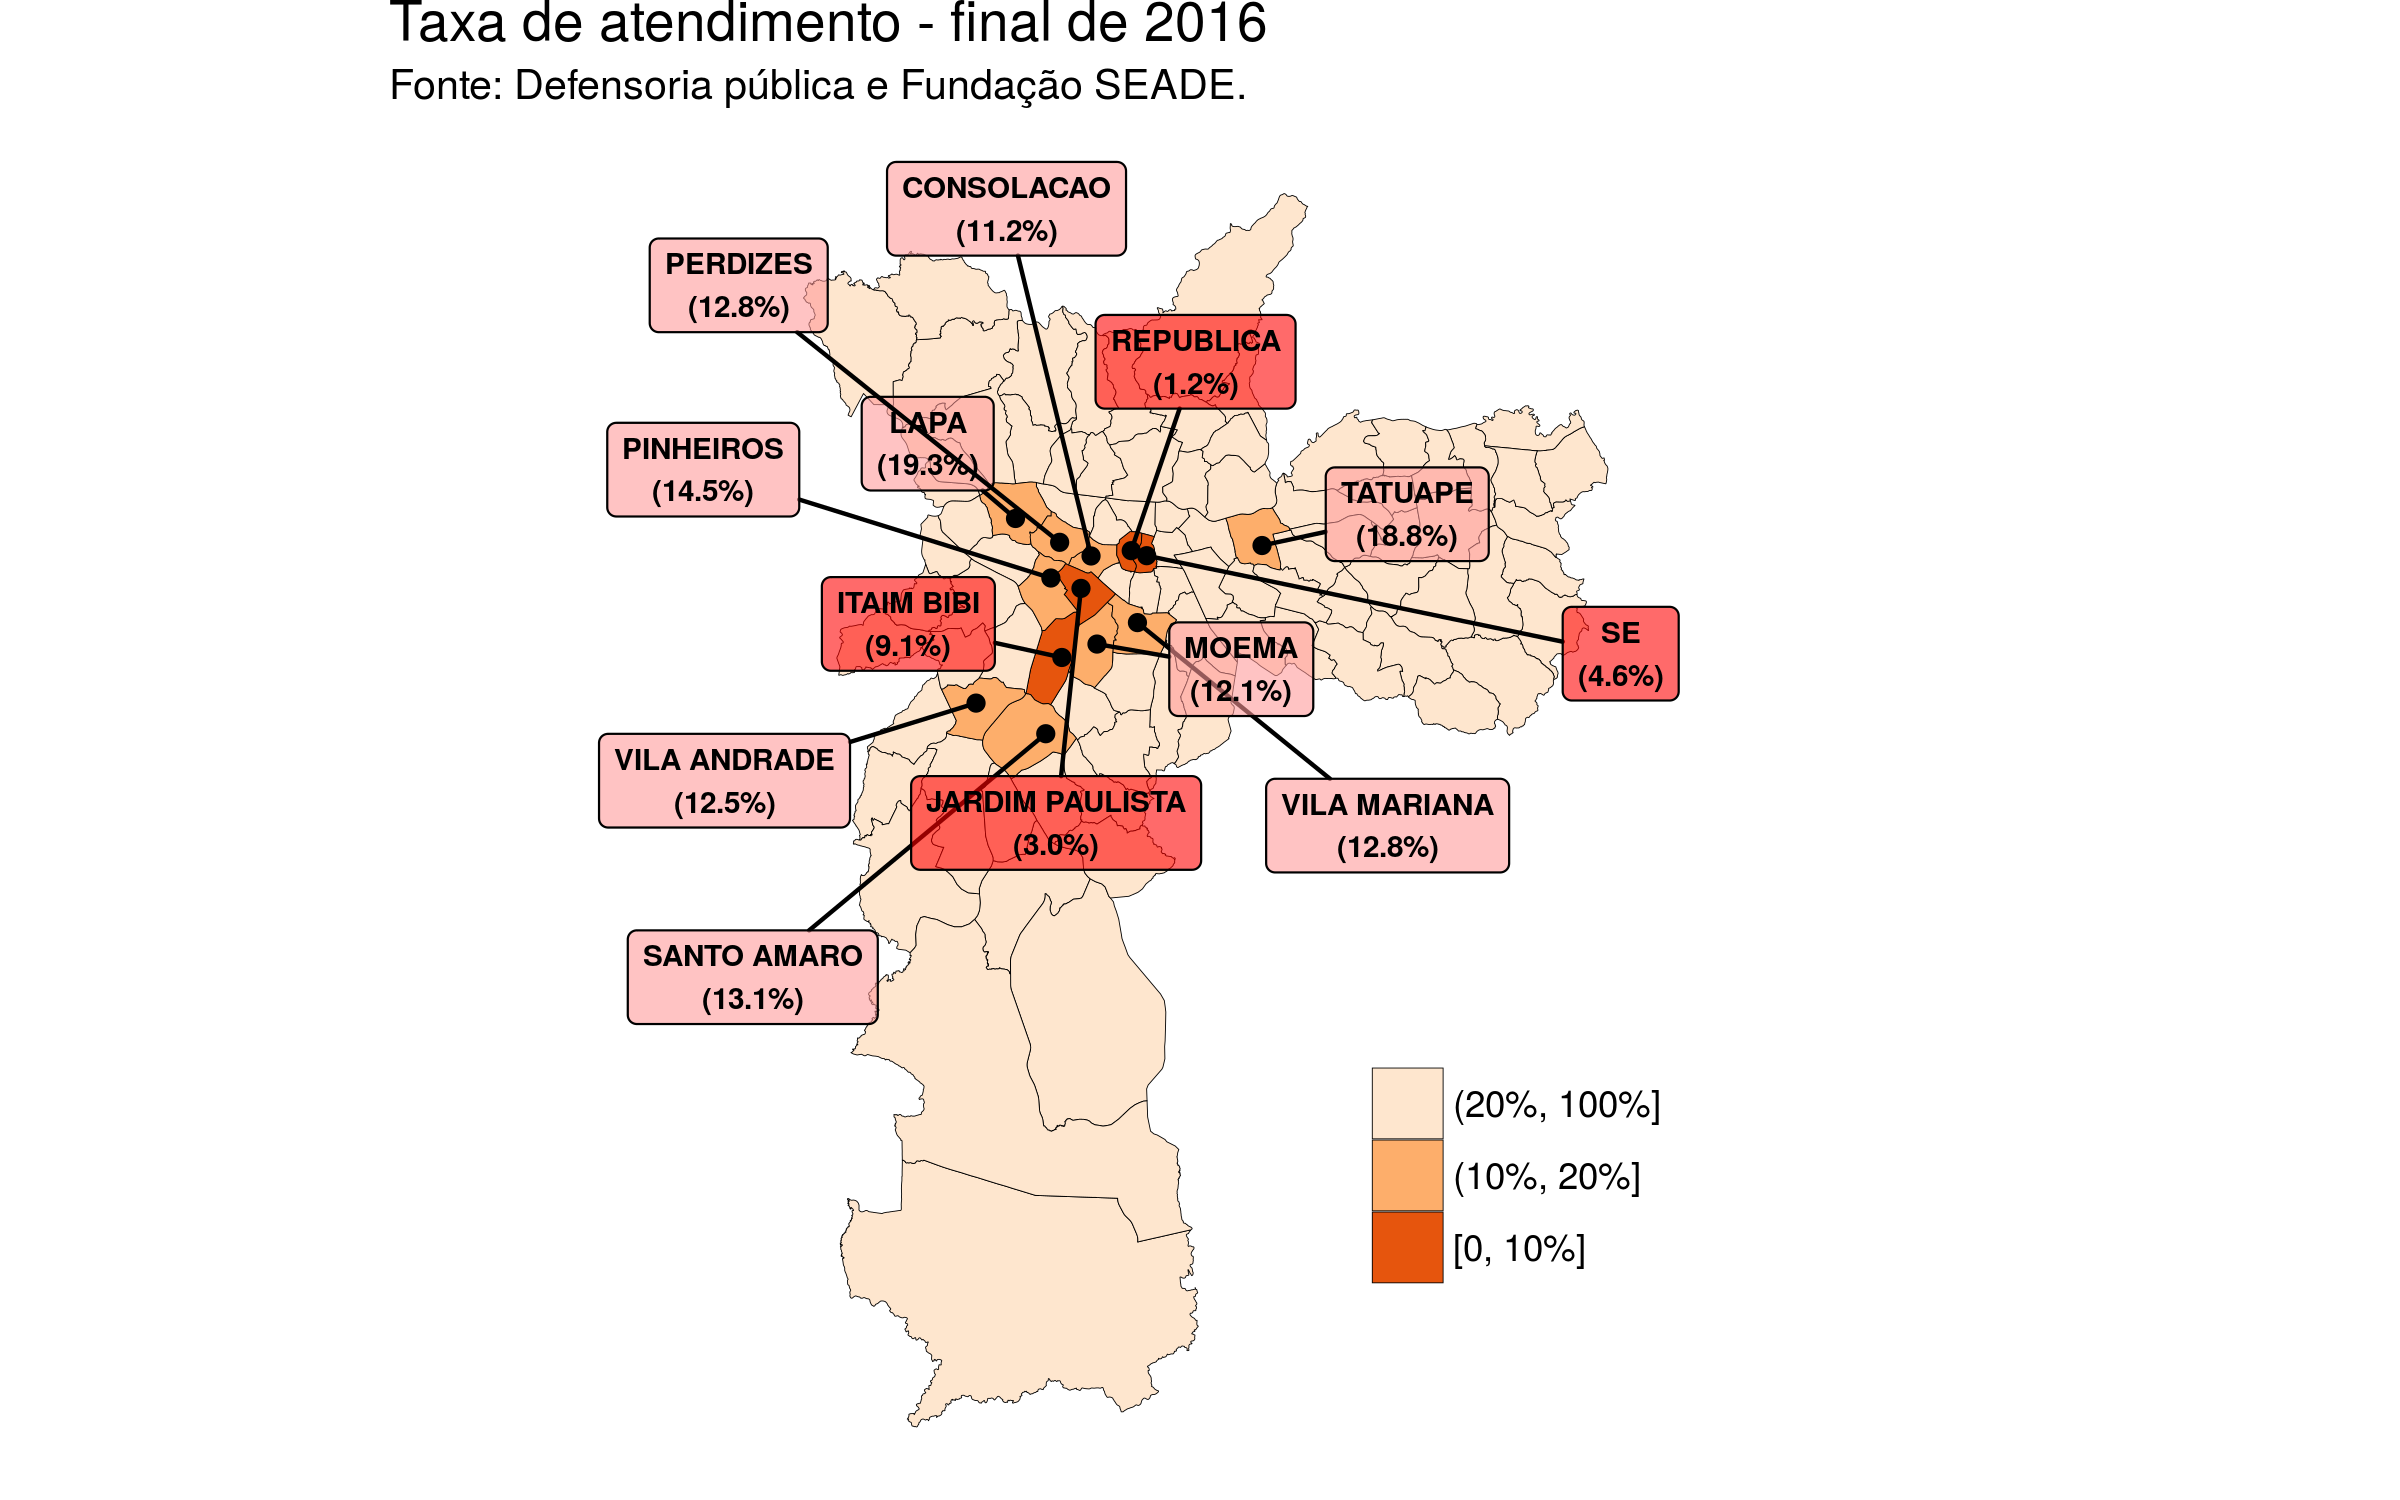 Taxa de atendimento - final de 2016
Fonte: Defensoria pública e Fundação SEADE.
CONSOLACAO
(11.2%)
PERDIZES
(12.8%)
REPUBLICA
(1.2%)
LAPA
(19.3%)
PINHEIROS
(14.5%)
TATUAPE
(18.8%)
ITAIM BIBI
(9.1%)
SE
(4.6%)
MOEMA
(12.1%)
VILA ANDRADE
(12.5%)
JARDIM PAULISTA
(3.0%)
VILA MARIANA
(12.8%)
SANTO AMARO
(13.1%)
(20%, 100%]
(10%, 20%]
[0, 10%]